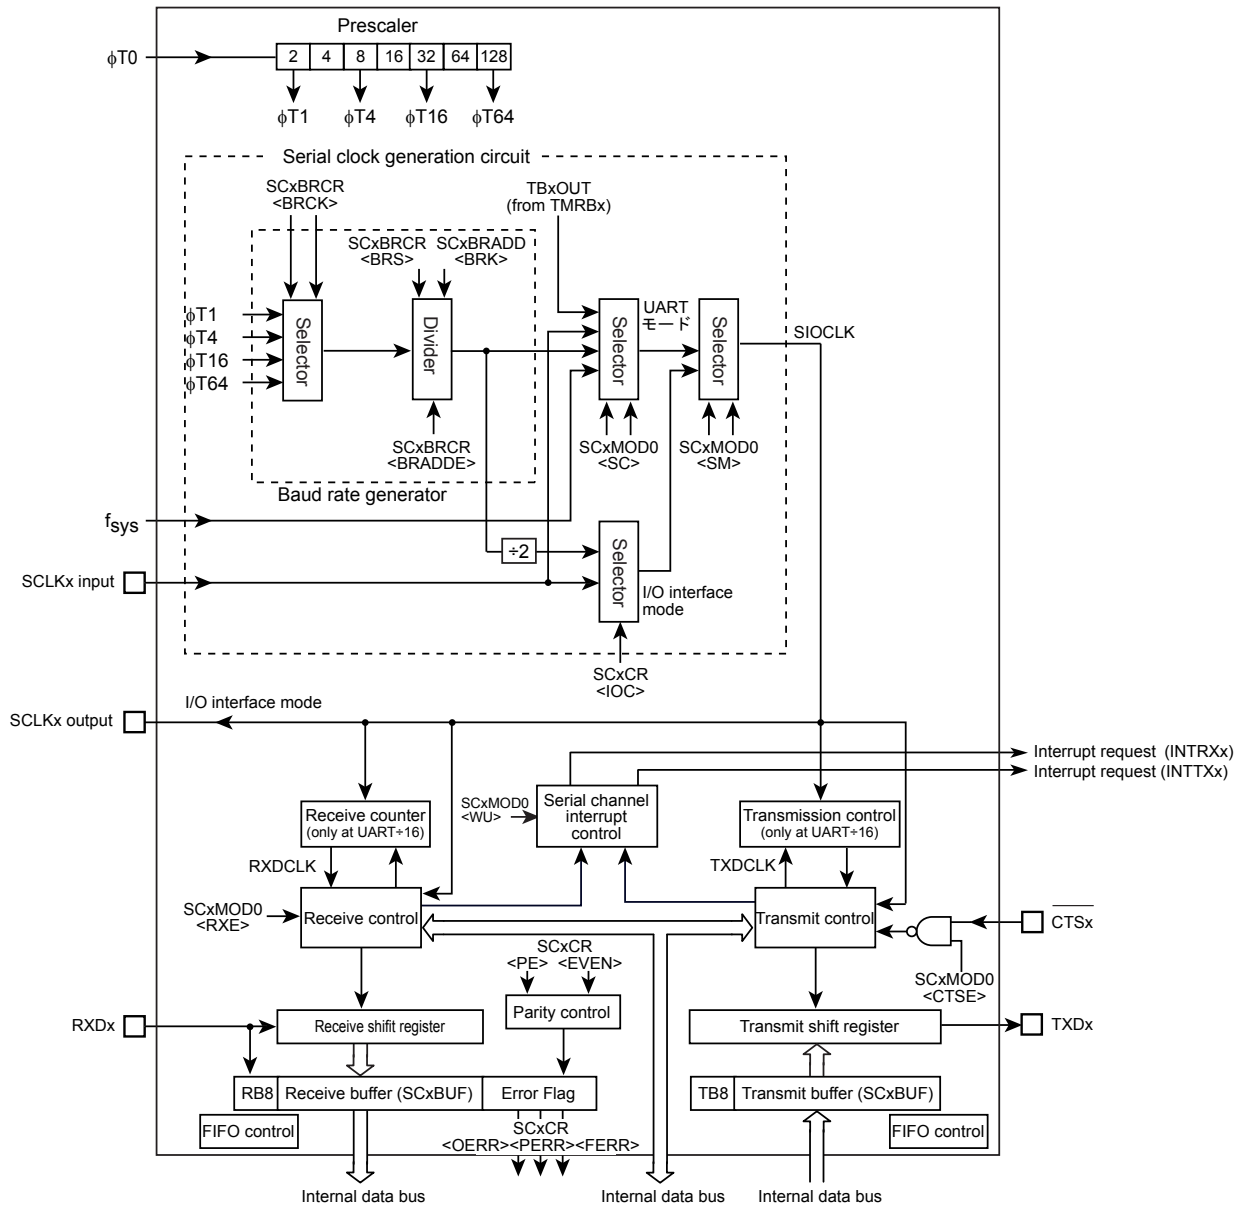 Prescaler
ϕT0
2 4 8 16 32 64 128
ϕT1 ϕT4 ϕT16 ϕT64
Serial clock generation circuit
SCxBRCR
<BRCK>
TBxOUT
(from TMRBx)
SCxBRCR
<BRS>
SCxBRADD
<BRK>
ϕT1
ϕT4
ϕT16
ϕT64
Selector
Divider
Selector
UART
モード
Selector
SIOCLK
SCxBRCR
<BRADDE>
SCxMOD0
<SC>
SCxMOD0
<SM>
Baud rate generator
fsys
÷2
Selector
SCLKx input
I/O interface
mode
SCxCR
<IOC>
I/O interface mode
SCLKx output
Interrupt request (INTRXx)
Interrupt request (INTTXx)
Receive counter
(only at UART÷16)
SCxMOD0
<WU>
Serial channel
interrupt
control
Transmission control
(only at UART÷16)
RXDCLK
TXDCLK
SCxMOD0
<RXE>
Receive control
Transmit control
CTSx
SCxCR
<PE> <EVEN>
SCxMOD0
<CTSE>
Parity control
RXDx
Receive shifit register
Transmit shift register
TXDx
RB8
Receive buffer (SCxBUF)
Error Flag
TB8
Transmit buffer (SCxBUF)
FIFO control
SCxCR
<OERR><PERR><FERR>
FIFO control
Internal data bus
Internal data bus
Internal data bus